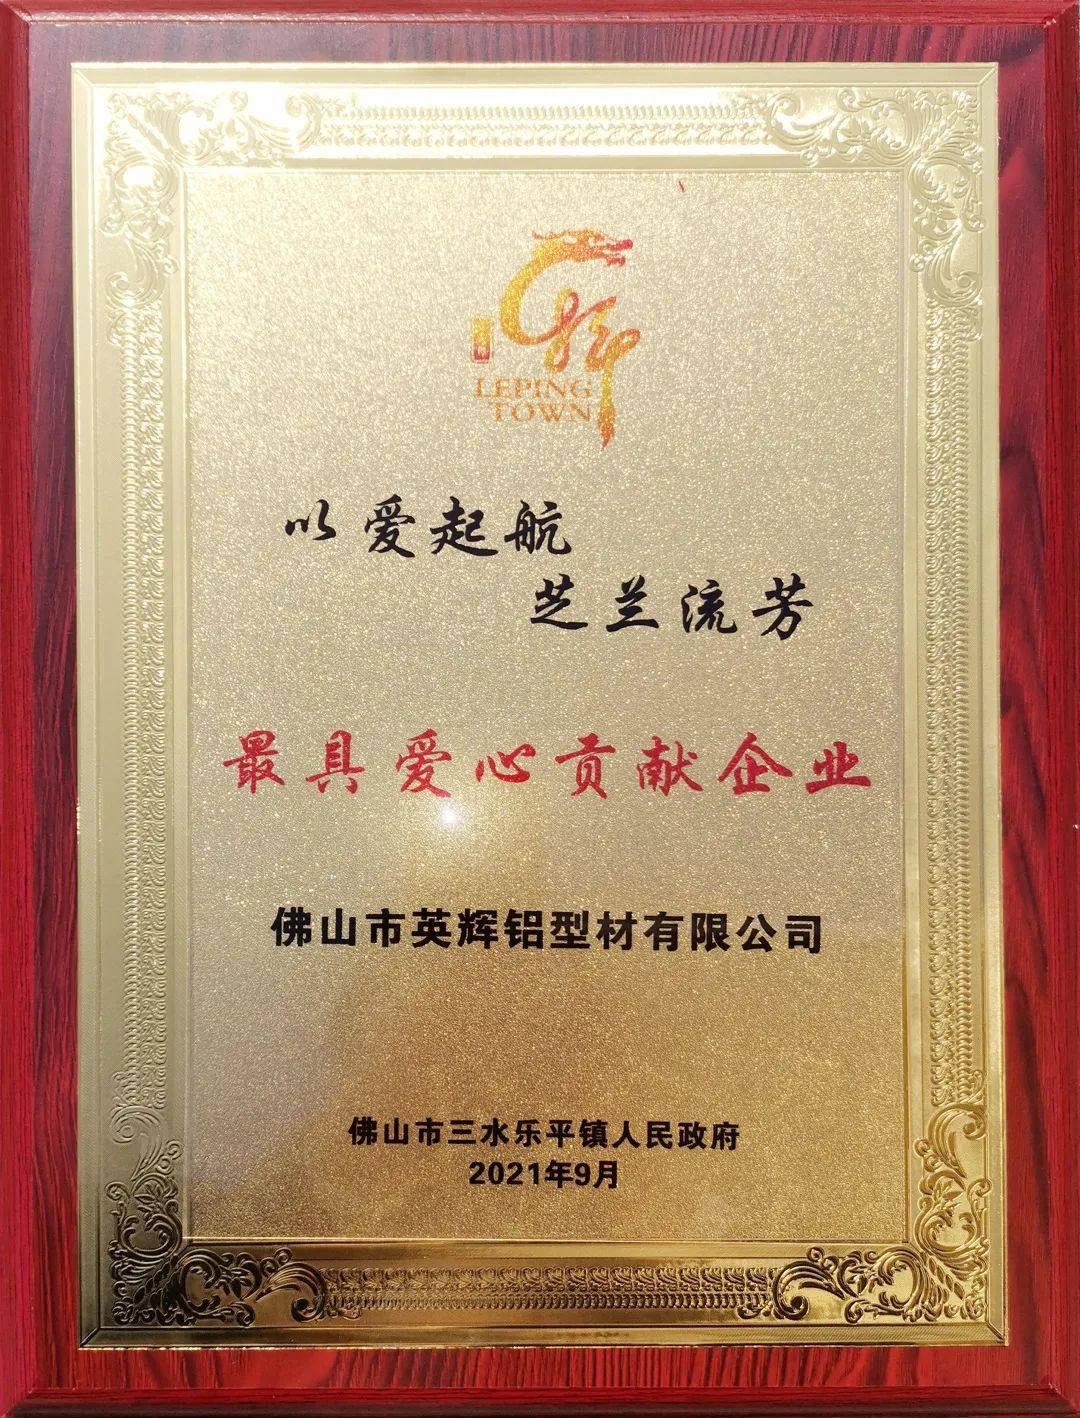 LEPING
TOWN
以爱起航
芝兰流芳
最具爱心贡献企业
佛山市英辉铝型材有限公司
佛山市三水乐平镇人民政府
2021年9月